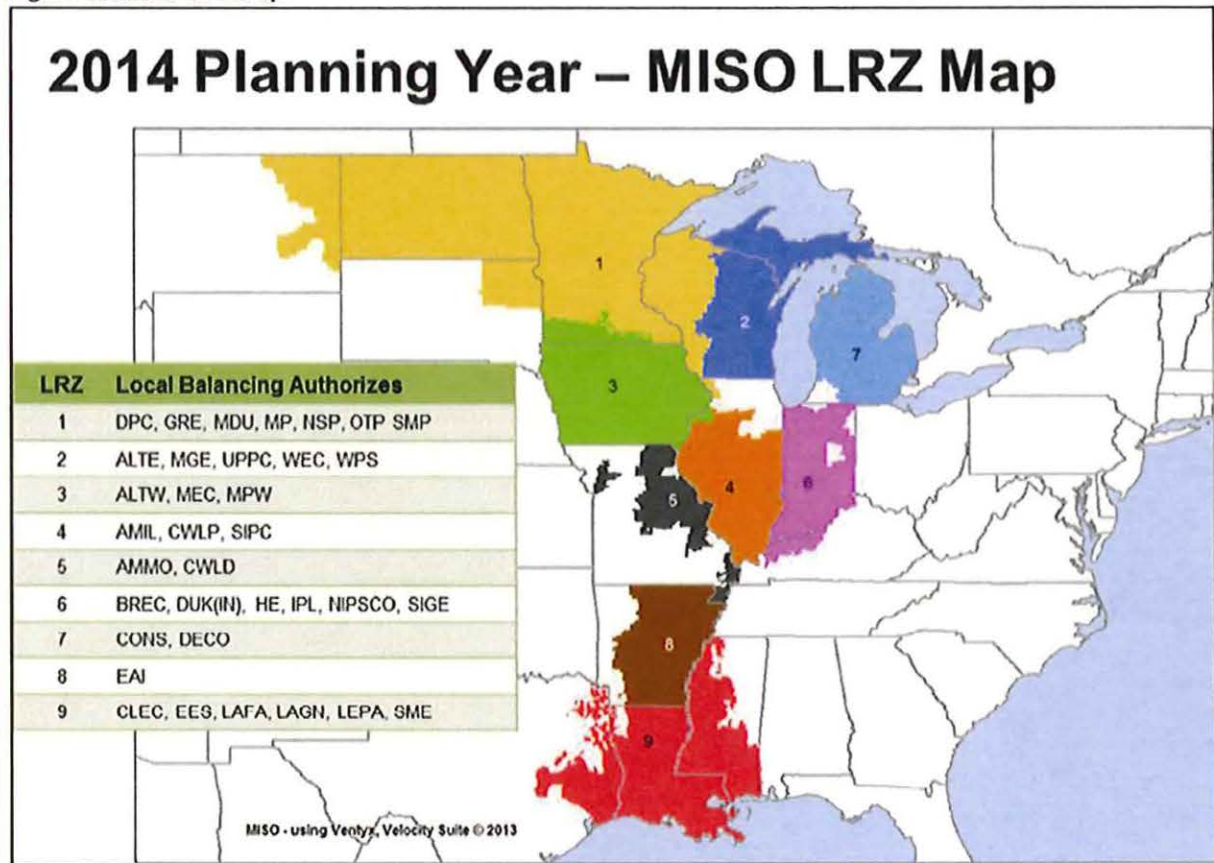 2014 Planning Year – MISO LRZ Map
1
2
7
3
4
6
5
8
9
LRZ Local Balancing Authorizes
1 DPC, GRE, MDU, MP, NSP, OTP SMP
2 ALTE, MGE, UPPC, WEC, WPS
3 ALTW, MEC, MPW
4 AMIL, CWLP, SIPC
5 AMMO, CWLD
6 BREC, DUK(IN), HE, IPL, NIPSCO, SIGE
7 CONS, DECO
8 EAI
9 CLEC, EES, LAFA, LAGN, LEPA, SME
MISO - using Ventyx, Velocity Suite © 2013